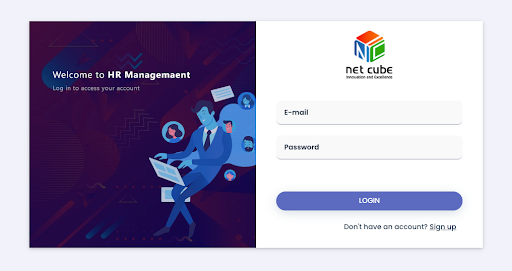 Welcome to HR Managemaent
Log in to access your account
NC
net cube
Innovation and Excellence
E-mail
Password
LOGIN
Don't have an account? Sign up